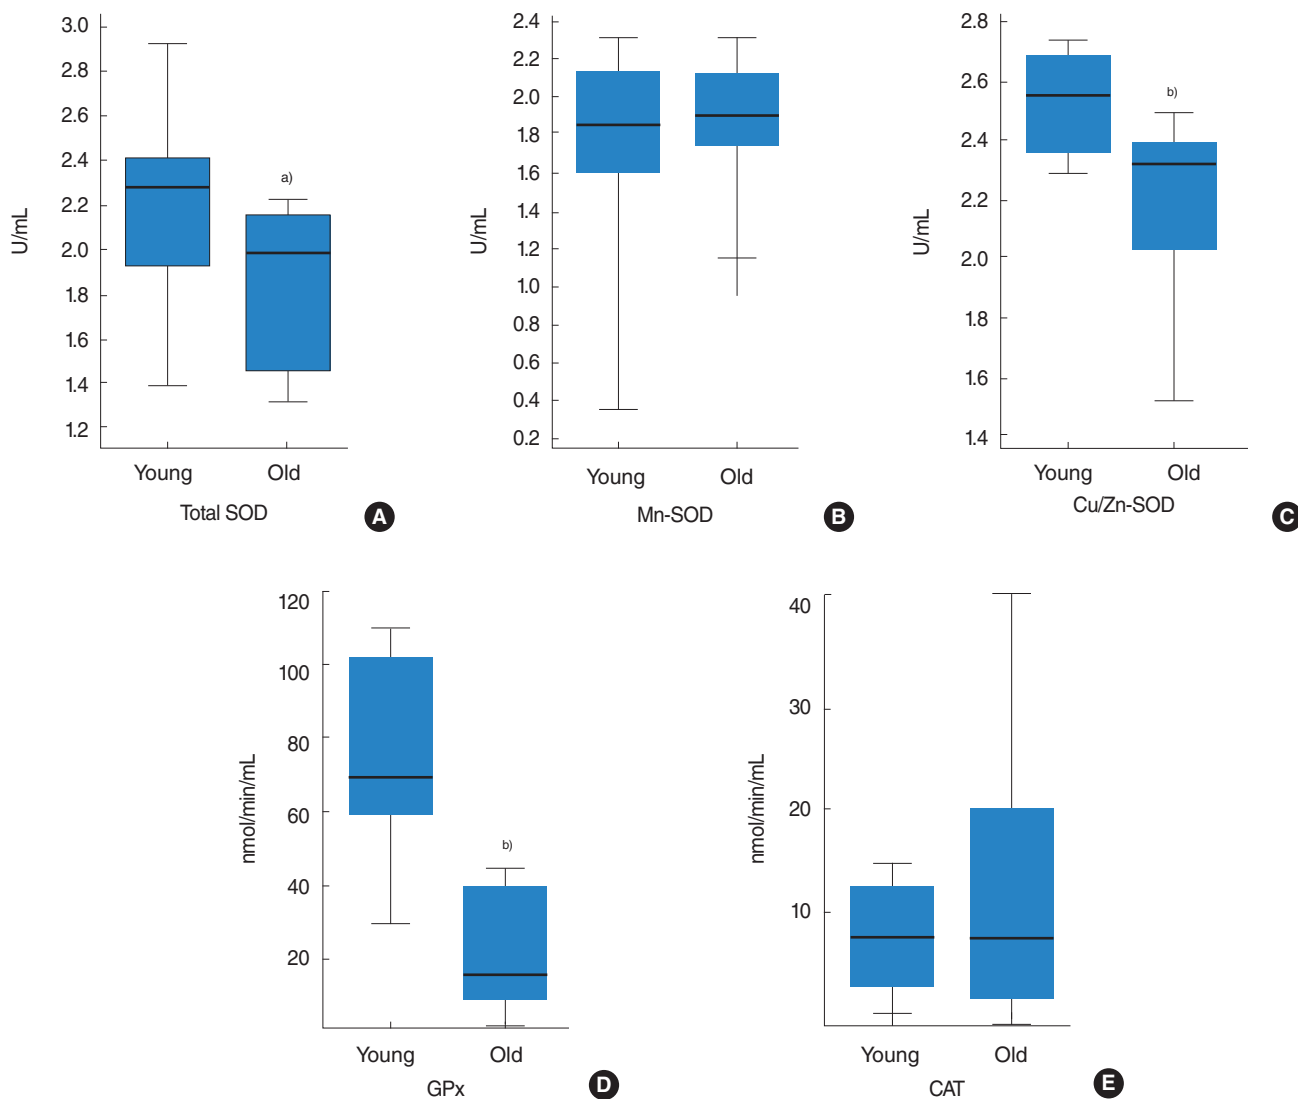 3.0
2.8
2.6
2.4
2.2
2.0
1.8
1.6
1.4
1.2
U/mL
a)
Young
Old
Total SOD
A
2.4
2.2
2.0
1.8
1.6
1.4
1.2
1.0
0.8
0.6
0.4
0.2
U/mL
Young
Old
Mn-SOD
B
2.8
2.6
2.4
2.2
2.0
1.8
1.6
1.4
U/mL
b)
Young
Old
Cu/Zn-SOD
C
120
100
80
60
40
20
nmol/min/mL
b)
Young
Old
GPx
D
40
30
20
10
nmol/min/mL
Young
Old
CAT
E